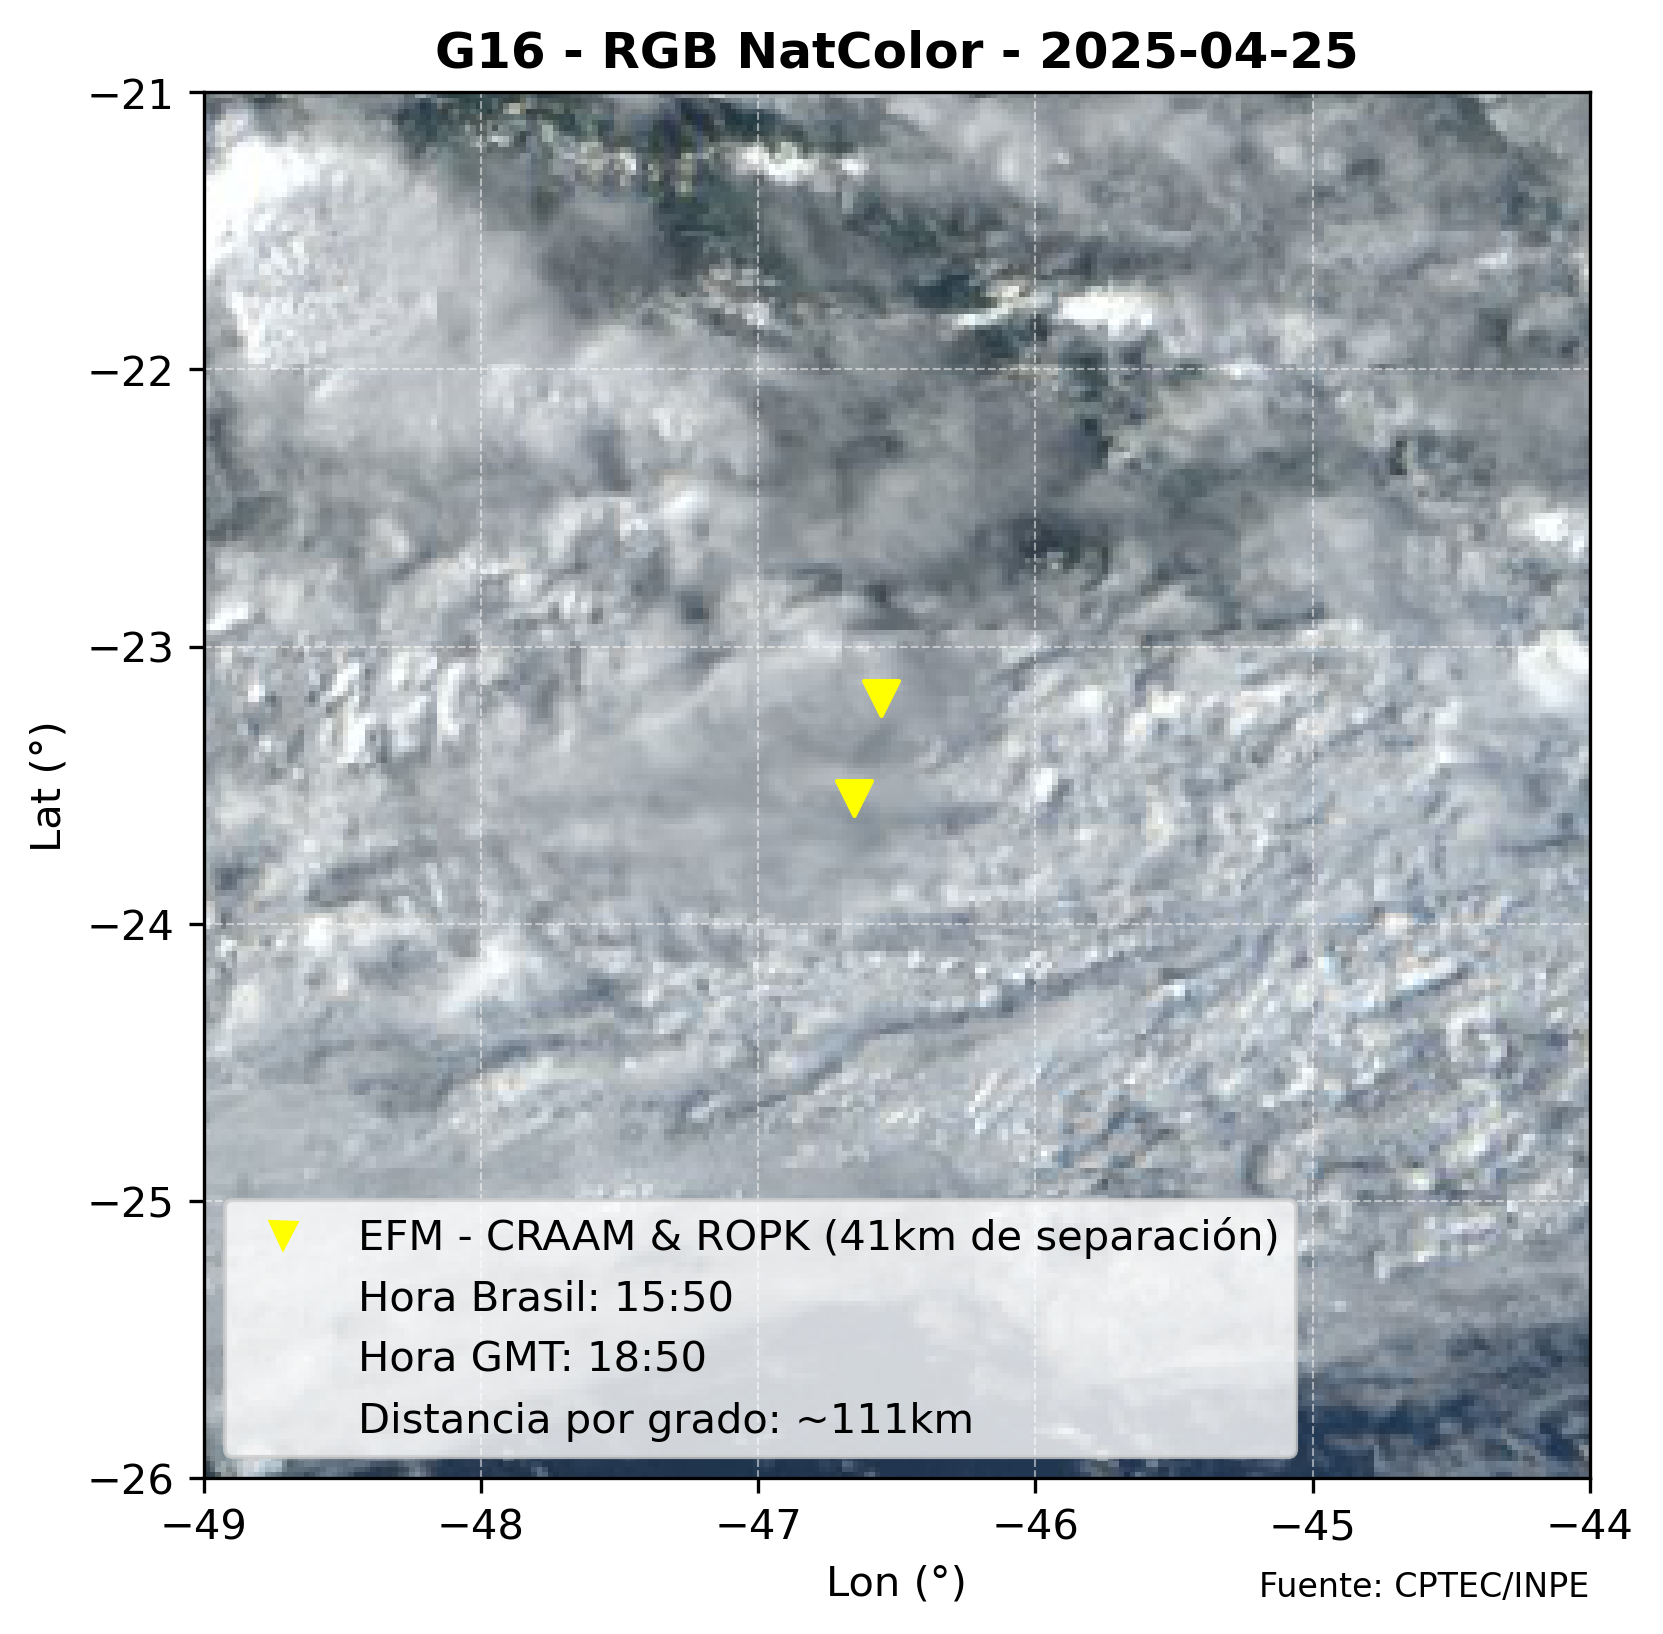 G16 - RGB NatColor - 2025-04-25
−21
−22
−23
−24
−25
−26
Lat (°)
EFM - CRAAM & ROPK (41km de separación)
Hora Brasil: 15:50
Hora GMT: 18:50
Distancia por grado: ~111km
−49 −48 −47 −46 −45 −44
Lon (°)
Fuente: CPTEC/INPE